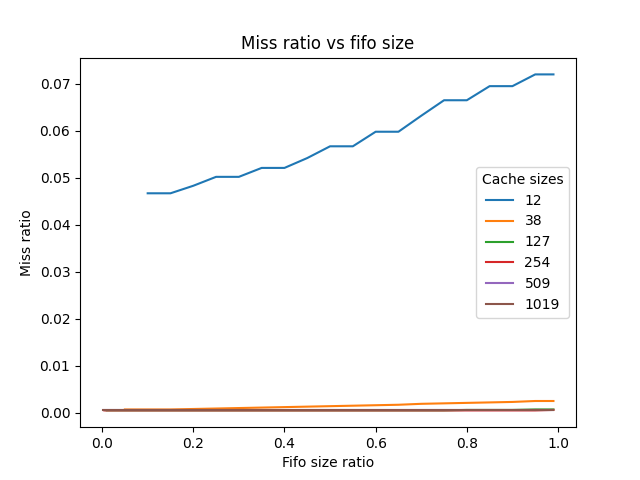 Miss ratio vs fifo size
Miss ratio
0.07
0.06
0.05
0.04
0.03
0.02
0.01
0.00
Cache sizes
12
38
127
254
509
1019
0.0 0.2 0.4 0.6 0.8 1.0
Fifo size ratio